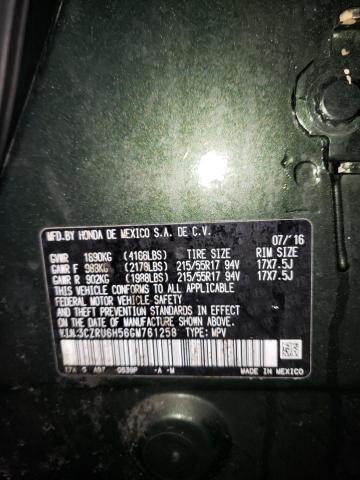 MFD.BY HONDA DE MEXICO S.A. DE C.V. 07/'16
GVWR 1890KG (4166LBS) TIRE SIZE RIM SIZE
GAWR F 988KG (2178LBS) 215/55R17 94V 17X7.5J
GAWR R 902KG (1988LBS) 215/55R17 94V 17X7.5J
THIS VEHICLE CONFORMS TO ALL APPLICABLE
FEDERAL MOTOR VEHICLE SAFETY AND THEFT
PREVENTION STANDARDS IN EFFECT ON THE DATE
OF MANUFACTURE SHOWN ABOVE.
3CZRU6H56GM761258 TYPE: MPV
-A -M MADE IN MEXICO